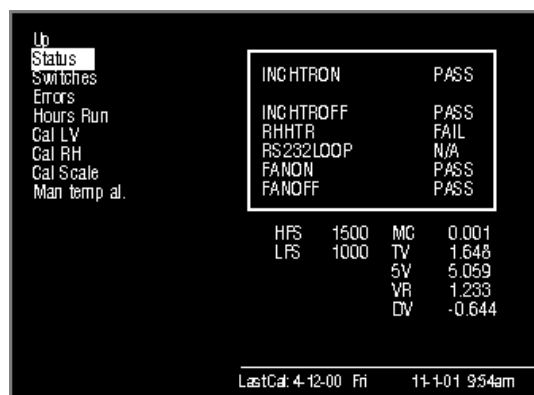 Up
Status
Switches
Errors
Hours Run
Cal LV
Cal RH
Cal Scale
Man temp al.
INCHTRON PASS
INCHTROFF PASS
RHHTR FAIL
RS232LOOP N/A
FANON PASS
FANOFF PASS
HFS 1500 MC 0.001
LFS 1000 TV 1.648
5V 5.059
VR 1.233
DV -0.644
LastCal: 4-12-00 Fri 11-1-01 9:54am